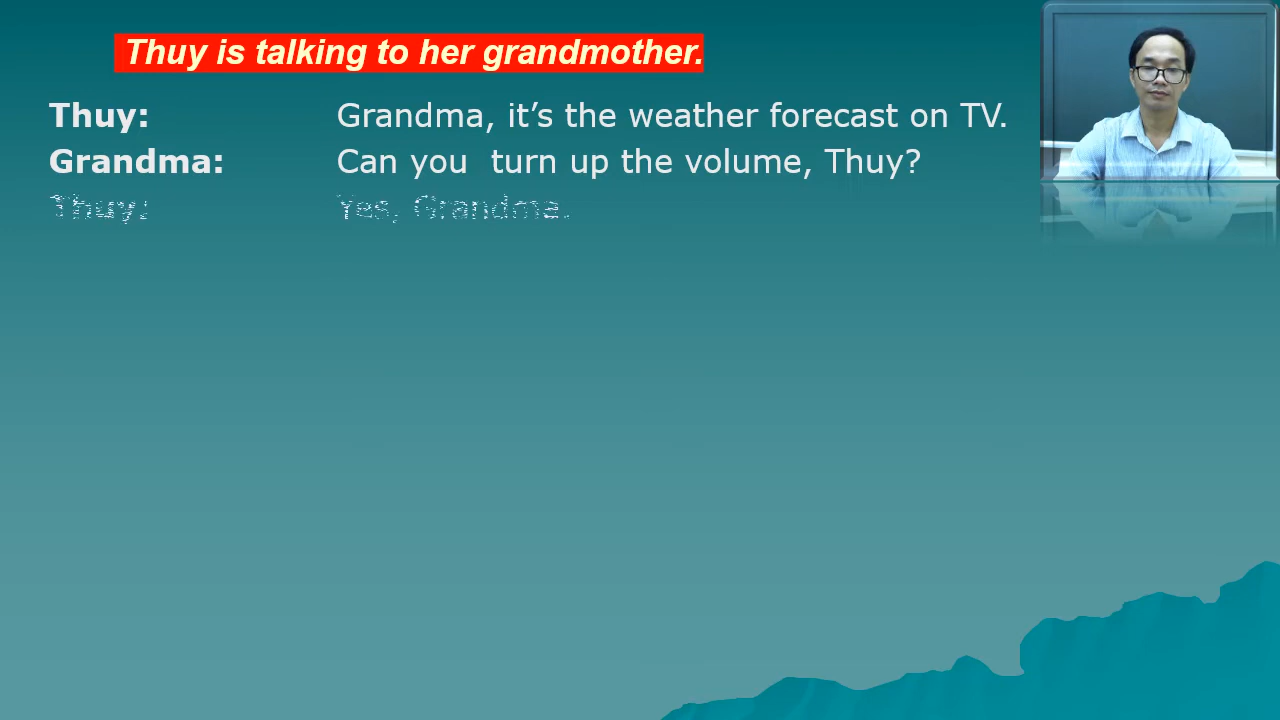 Thuy is talking to her grandmother.
Thuy: Grandma, it's the weather forecast on TV.
Grandma: Can you turn up the volume, Thuy?
Thuy: Yes, Grandma.